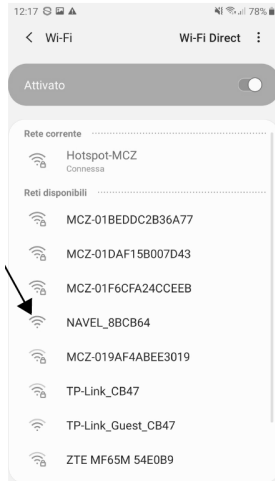 12:17 78%
Wi-Fi Wi-Fi Direct
Attivato
Rete corrente
Hotspot-MCZ
Connessa
Reti disponibili
MCZ-01BEDDC2B36A77
MCZ-01DAF15B007D43
MCZ-01F6CFA24CCEEB
NAVEL_8BCB64
MCZ-019AF4ABEE3019
TP-Link_CB47
TP-Link_Guest_CB47
ZTE MF65M 54E0B9